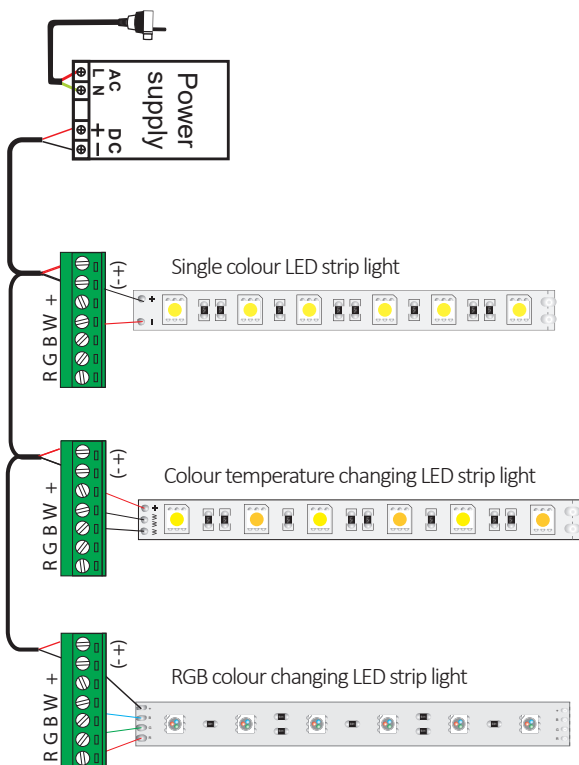 AC
L N
DC
+ −
Power
supply
Single colour LED strip light
(+-)
R G B W +
+
-
Colour temperature changing LED strip light
(+-)
R G B W +
+
WW
W
RGB colour changing LED strip light
(+-)
R G B W +